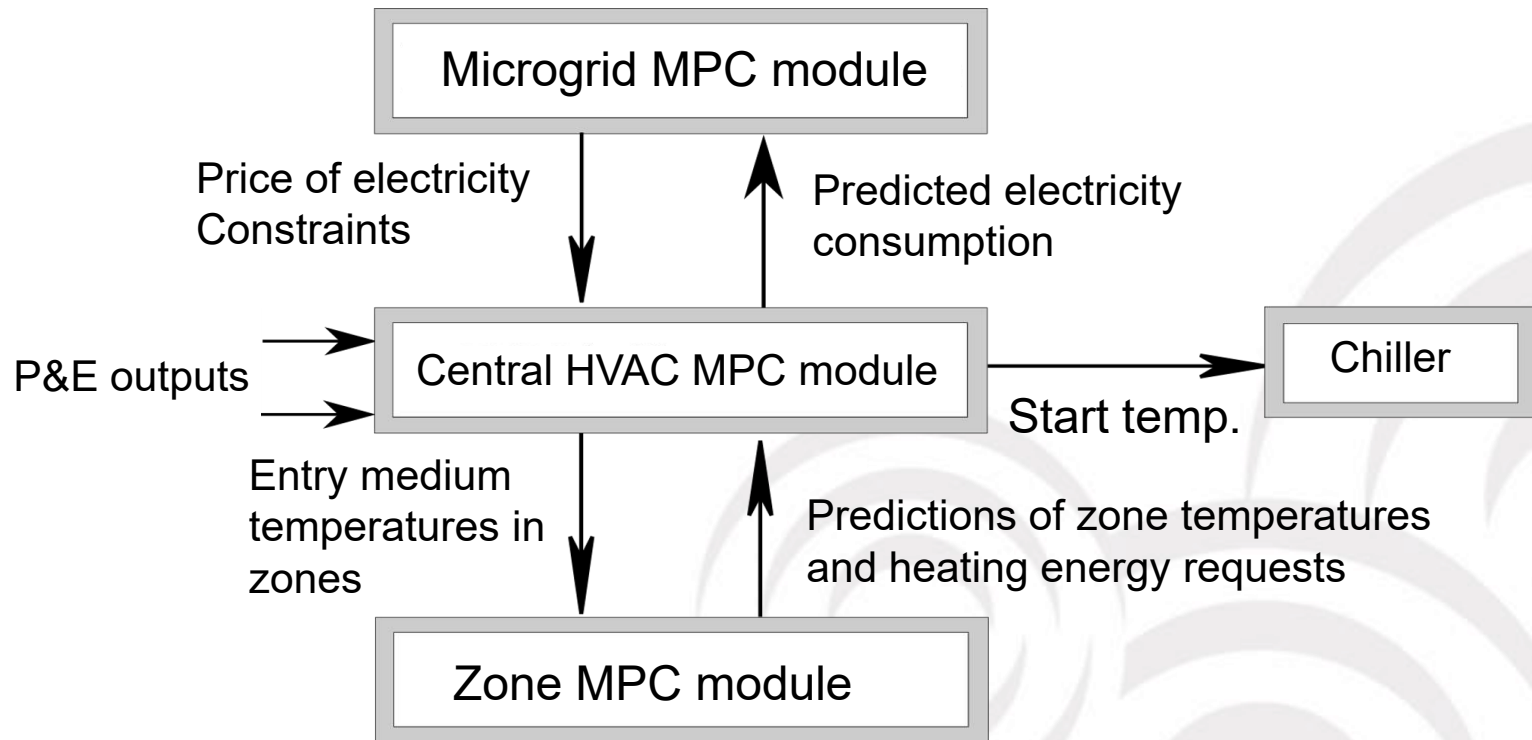 Microgrid MPC module
Price of electricity
Constraints
Predicted electricity
consumption
P&E outputs
Central HVAC MPC module
Chiller
Start temp.
Entry medium
temperatures in
zones
Predictions of zone temperatures
and heating energy requests
Zone MPC module